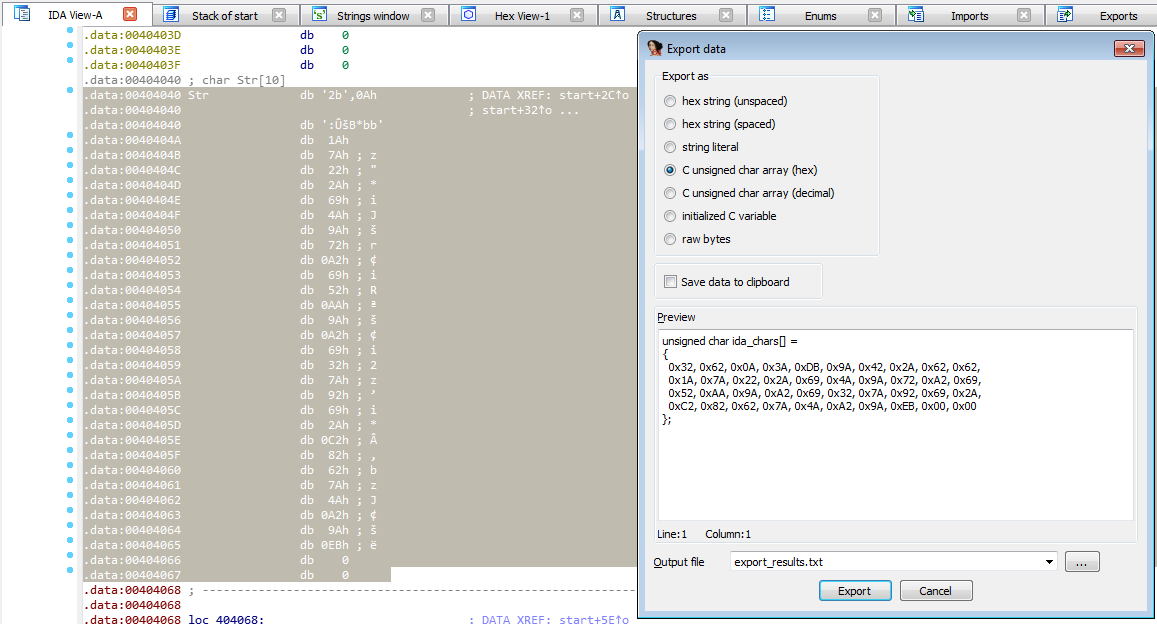 IDA View-A
Stack of start
Strings window
Hex View-1
Structures
Enums
Imports
Exports
.data:0040403D db 0
.data:0040403E db 0
.data:0040403F db 0
.data:00404040 ; char Str[10]
.data:00404040 Str db '2b',0Ah ; DATA XREF: start+2C↑o
.data:00404040 ; start+32↑o ...
.data:00404040 db ':ÛšB*bb'
.data:0040404A db 1Ah
.data:0040404B db 7Ah ; z
.data:0040404C db 22h ; "
.data:0040404D db 2Ah ; *
.data:0040404E db 69h ; i
.data:0040404F db 4Ah ; J
.data:00404050 db 9Ah ; š
.data:00404051 db 72h ; r
.data:00404052 db 0A2h ; ¢
.data:00404053 db 69h ; i
.data:00404054 db 52h ; R
.data:00404055 db 0AAh ; ª
.data:00404056 db 9Ah ; š
.data:00404057 db 0A2h ; ¢
.data:00404058 db 69h ; i
.data:00404059 db 32h ; 2
.data:0040405A db 7Ah ; z
.data:0040405B db 92h ; ’
.data:0040405C db 69h ; i
.data:0040405D db 2Ah ; *
.data:0040405E db 0C2h ; Â
.data:0040405F db 82h ; ‚
.data:00404060 db 62h ; b
.data:00404061 db 7Ah ; z
.data:00404062 db 4Ah ; J
.data:00404063 db 0A2h ; ¢
.data:00404064 db 9Ah ; š
.data:00404065 db 0EBh ; ë
.data:00404066 db 0
.data:00404067 db 0
.data:00404068 ; ---------------------------------------------------------------
.data:00404068
.data:00404068 loc_404068: ; DATA XREF: start+5E↑o
Export data
Export as
hex string (unspaced)
hex string (spaced)
string literal
C unsigned char array (hex)
C unsigned char array (decimal)
initialized C variable
raw bytes
Save data to clipboard
Preview
unsigned char ida_chars[] =
{
0x32, 0x62, 0x0A, 0x3A, 0xDB, 0x9A, 0x42, 0x2A, 0x62, 0x62,
0x1A, 0x7A, 0x22, 0x2A, 0x69, 0x4A, 0x9A, 0x72, 0xA2, 0x69,
0x52, 0xAA, 0x9A, 0xA2, 0x69, 0x32, 0x7A, 0x92, 0x69, 0x2A,
0xC2, 0x82, 0x62, 0x7A, 0x4A, 0xA2, 0x9A, 0xEB, 0x00, 0x00
};
Line:1 Column:1
Output file
export_results.txt
...
Export
Cancel